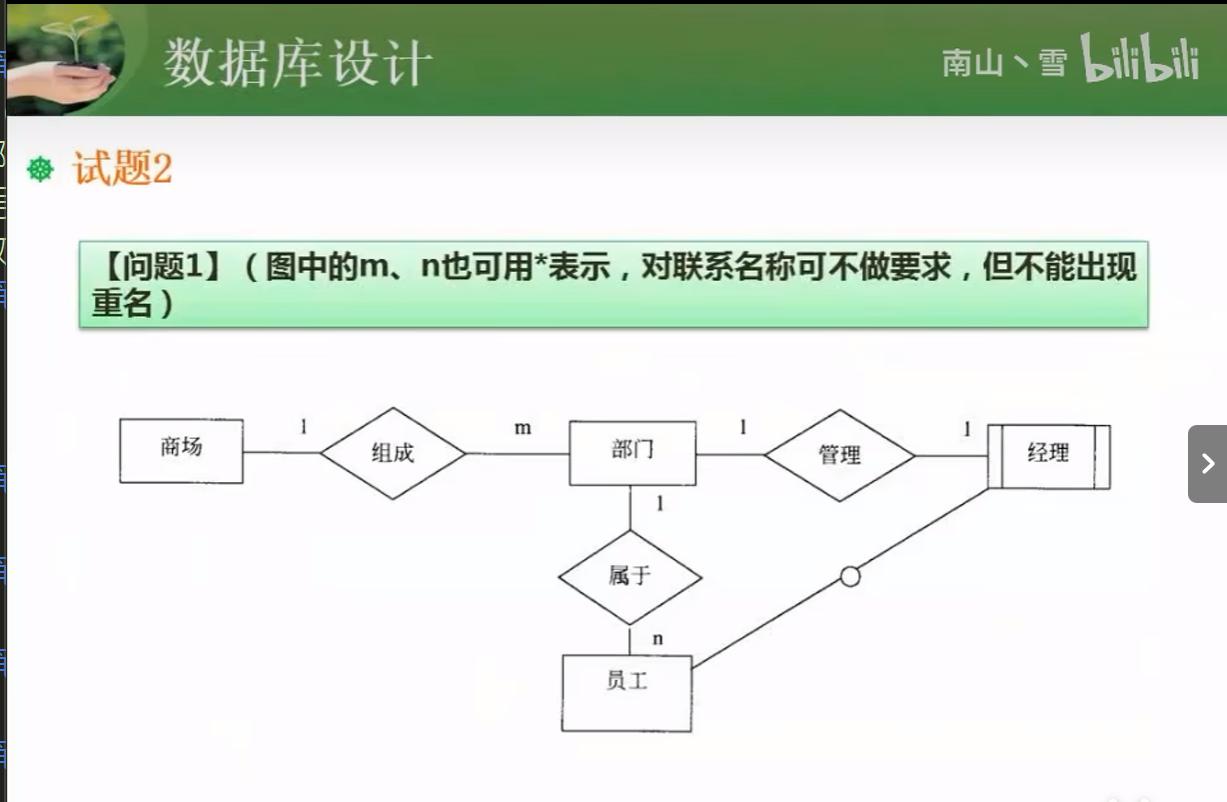 数据库设计
南山丶雪 bilibili
试题2
【问题1】（图中的m、n也可用*表示，对联系名称可不做要求，但不能出现
重名）
商场
1
组成
m
部门
1
管理
1
经理
1
属于
n
员工